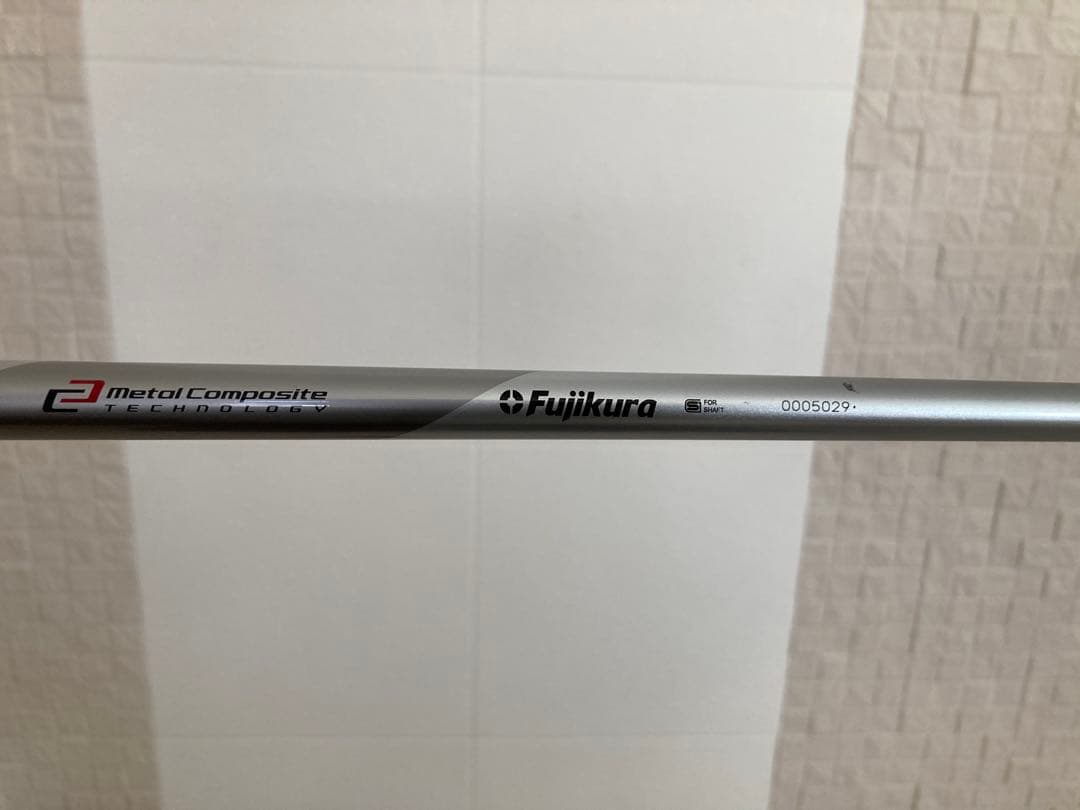 Metal Composite
TECHNOLOGY
Fujikura
S FOR
SHAFT
0005029